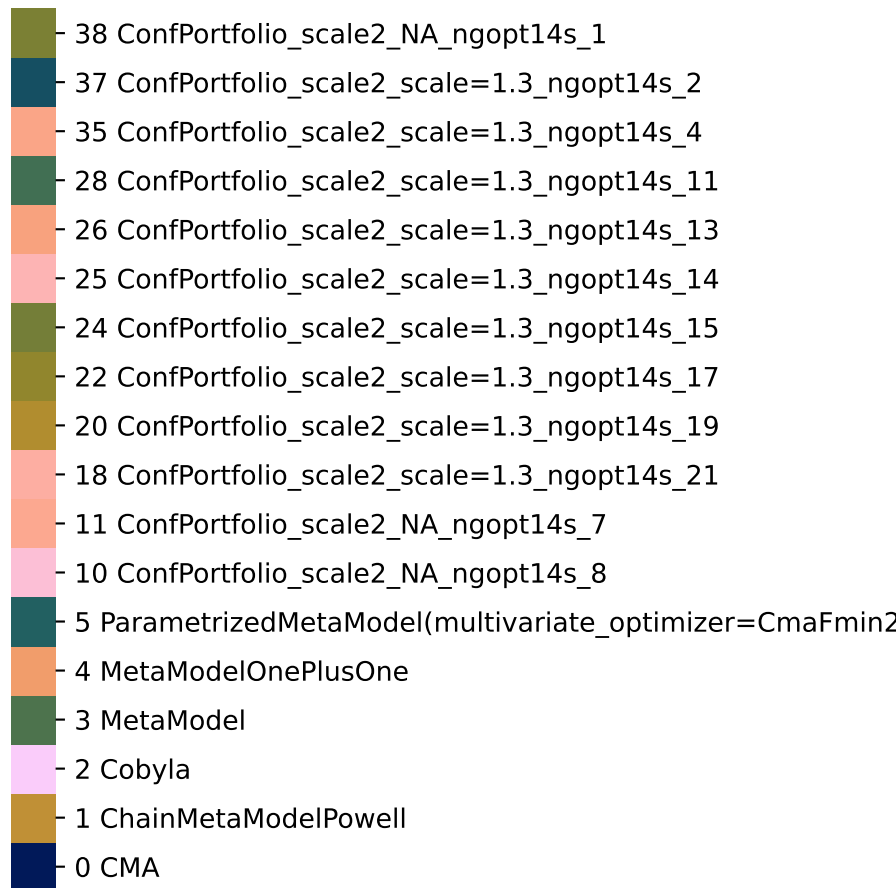 38 ConfPortfolio_scale2_NA_ngopt14s_1
37 ConfPortfolio_scale2_scale=1.3_ngopt14s_2
35 ConfPortfolio_scale2_scale=1.3_ngopt14s_4
28 ConfPortfolio_scale2_scale=1.3_ngopt14s_11
26 ConfPortfolio_scale2_scale=1.3_ngopt14s_13
25 ConfPortfolio_scale2_scale=1.3_ngopt14s_14
24 ConfPortfolio_scale2_scale=1.3_ngopt14s_15
22 ConfPortfolio_scale2_scale=1.3_ngopt14s_17
20 ConfPortfolio_scale2_scale=1.3_ngopt14s_19
18 ConfPortfolio_scale2_scale=1.3_ngopt14s_21
11 ConfPortfolio_scale2_NA_ngopt14s_7
10 ConfPortfolio_scale2_NA_ngopt14s_8
5 ParametrizedMetaModel(multivariate_optimizer=CmaFmin2
4 MetaModelOnePlusOne
3 MetaModel
2 Cobyla
1 ChainMetaModelPowell
0 CMA